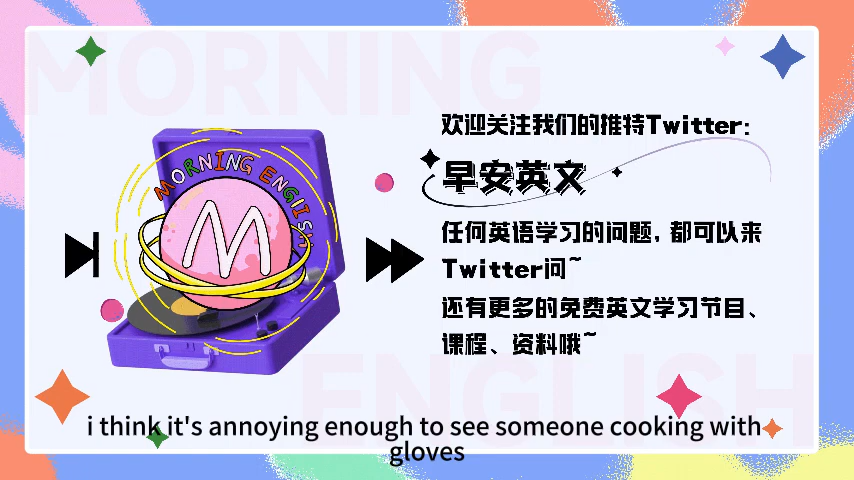 MORNING
欢迎关注我们的推特Twitter:
MORNING ENGlISH
早安英文
M
任何英语学习的问题,都可以来
Twitter问~
还有更多的免费英文学习节目、
课程、资料哦~
ENGLISH
i think it's annoying enough to see someone cooking with
gloves